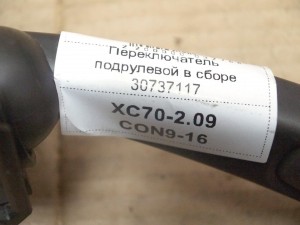 Переключатель
подрулевой в сборе
30737117
XC70-2.09
CON9-16